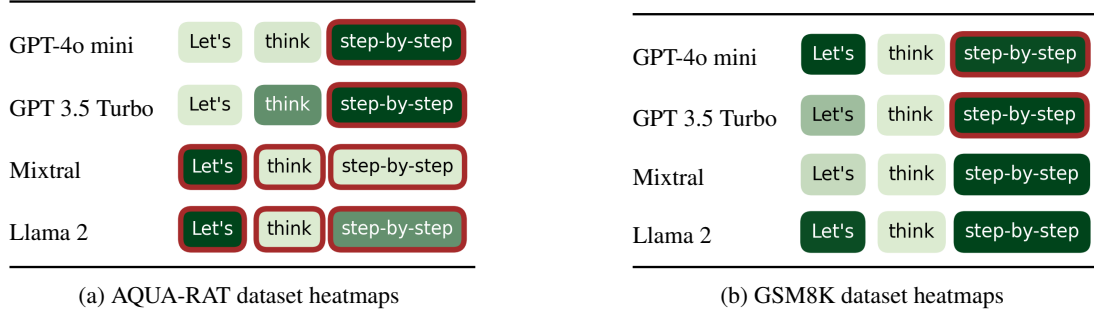 GPT-4o mini Let's think step-by-step
GPT 3.5 Turbo Let's think step-by-step
Mixtral Let's think step-by-step
Llama 2 Let's think step-by-step
(a) AQUA-RAT dataset heatmaps
GPT-4o mini Let's think step-by-step
GPT 3.5 Turbo Let's think step-by-step
Mixtral Let's think step-by-step
Llama 2 Let's think step-by-step
(b) GSM8K dataset heatmaps